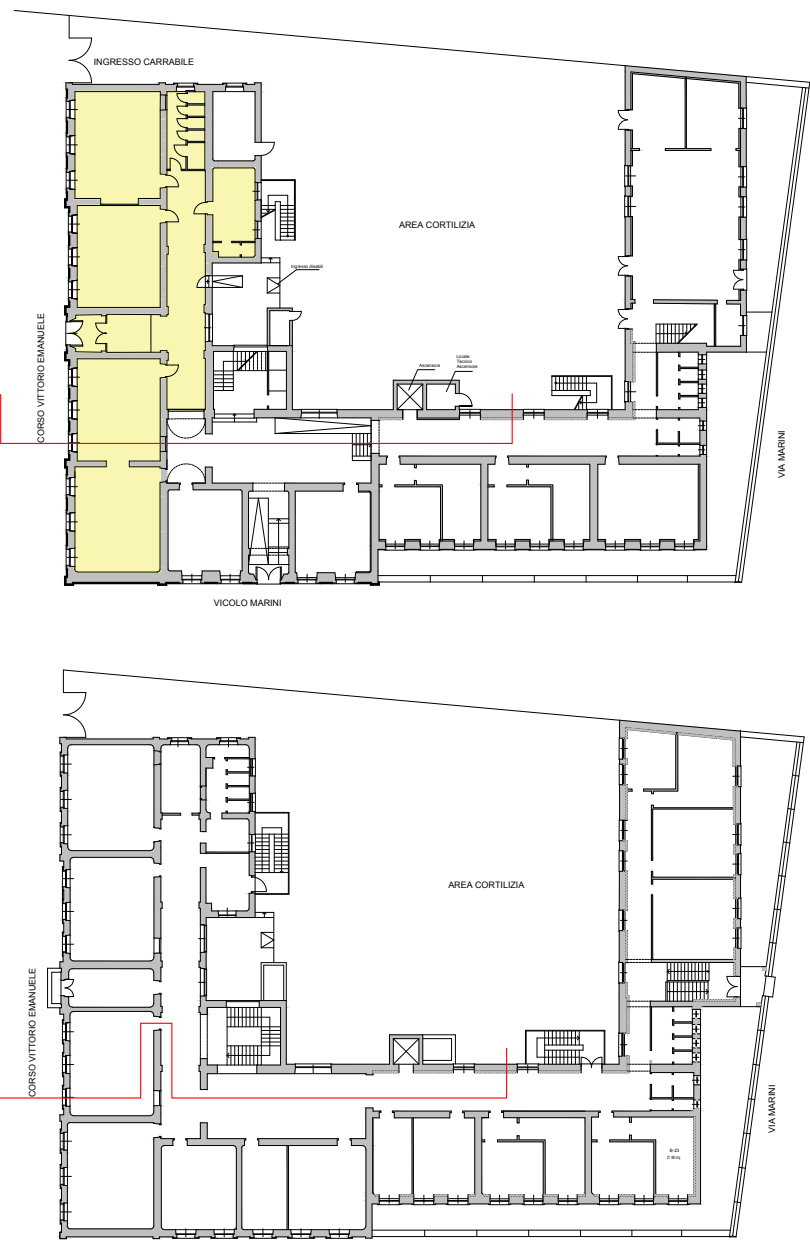 INGRESSO CARRABILE
AREA CORTILIZIA
Ingresso disabili
CORSO VITTORIO EMANUELE
Ascensore
Locale
Tecnico
Ascensore
VIA MARINI
VICOLO MARINI
AREA CORTILIZIA
CORSO VITTORIO EMANUELE
VIA MARINI
B-23